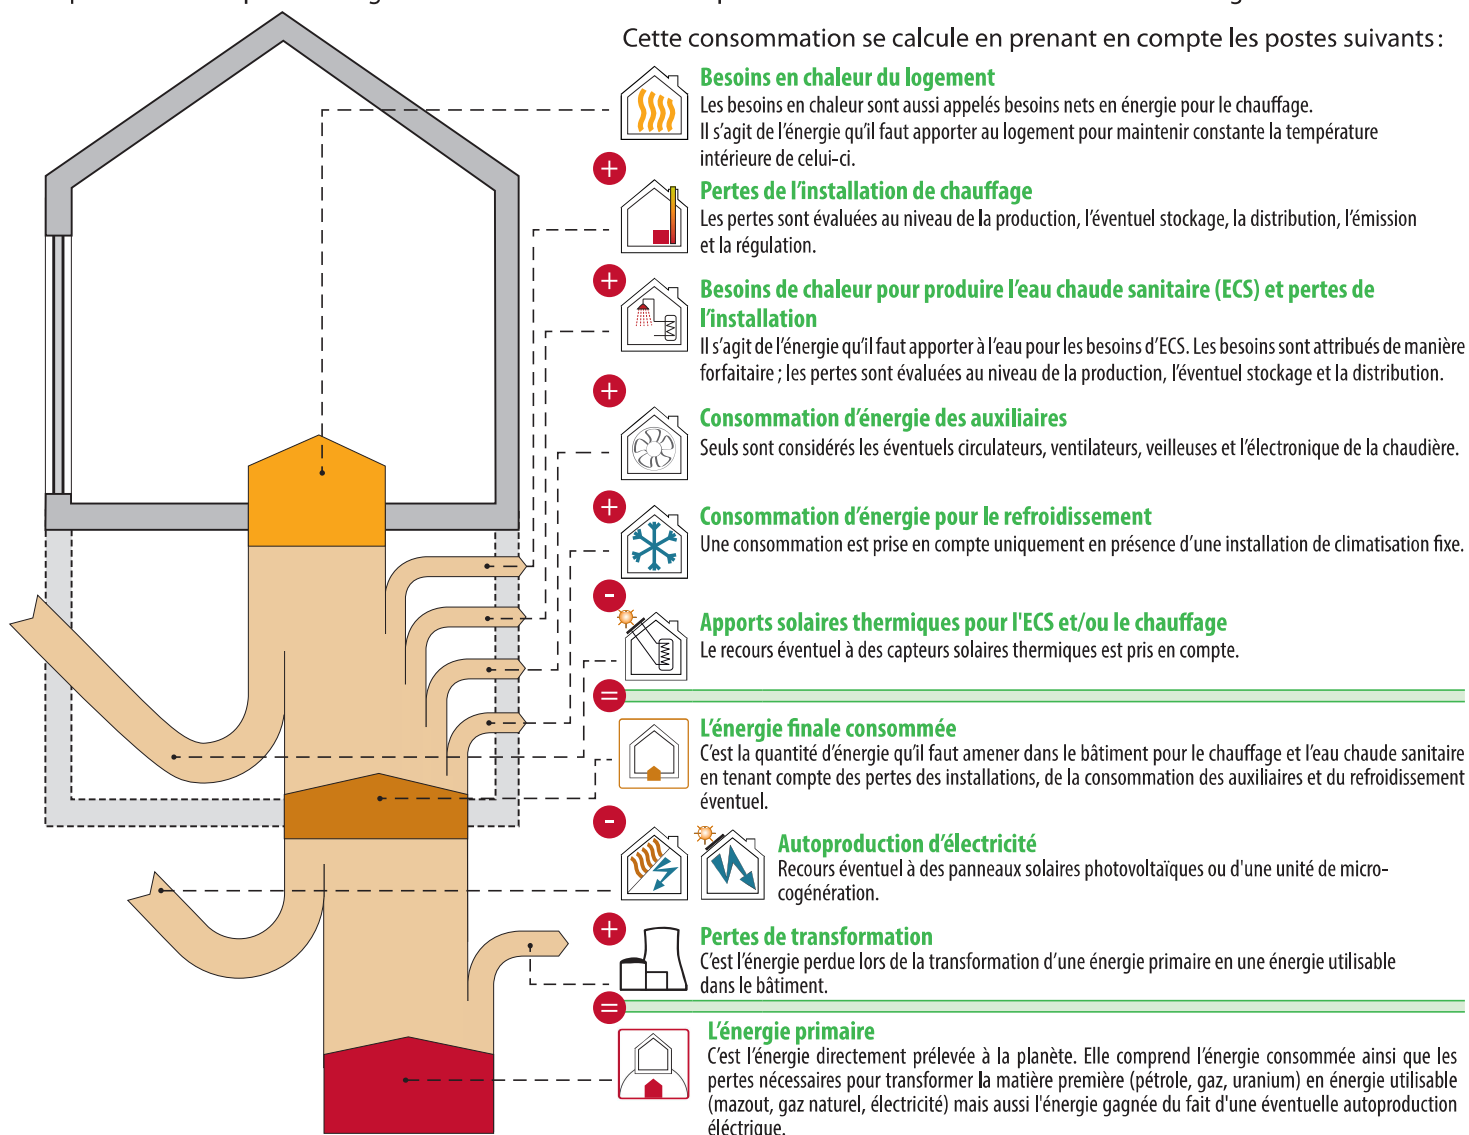 Cette consommation se calcule en prenant en compte les postes suivants :
Besoins en chaleur du logement
Les besoins en chaleur sont aussi appelés besoins nets en énergie pour le chauffage.
Il s'agit de l'énergie qu'il faut apporter au logement pour maintenir constante la température
intérieure de celui-ci.
+
Pertes de l'installation de chauffage
Les pertes sont évaluées au niveau de la production, l'éventuel stockage, la distribution, l'émission
et la régulation.
+
Besoins de chaleur pour produire l'eau chaude sanitaire (ECS) et pertes de
l'installation
Il s'agit de l'énergie qu'il faut apporter à l'eau pour les besoins d'ECS. Les besoins sont attribués de manière
forfaitaire ; les pertes sont évaluées au niveau de la production, l'éventuel stockage et la distribution.
+
Consommation d'énergie des auxiliaires
Seuls sont considérés les éventuels circulateurs, ventilateurs, veilleuses et l'électronique de la chaudière.
+
Consommation d'énergie pour le refroidissement
Une consommation est prise en compte uniquement en présence d'une installation de climatisation fixe.
-
Apports solaires thermiques pour l'ECS et/ou le chauffage
Le recours éventuel à des capteurs solaires thermiques est pris en compte.
=
L'énergie finale consommée
C'est la quantité d'énergie qu'il faut amener dans le bâtiment pour le chauffage et l'eau chaude sanitaire
en tenant compte des pertes des installations, de la consommation des auxiliaires et du refroidissement
éventuel.
-
Autoproduction d'électricité
Recours éventuel à des panneaux solaires photovoltaïques ou d'une unité de micro-
cogénération.
+
Pertes de transformation
C'est l'énergie perdue lors de la transformation d'une énergie primaire en une énergie utilisable
dans le bâtiment.
=
L'énergie primaire
C'est l'énergie directement prélevée à la planète. Elle comprend l'énergie consommée ainsi que les
pertes nécessaires pour transformer la matière première (pétrole, gaz, uranium) en énergie utilisable
(mazout, gaz naturel, électricité) mais aussi l'énergie gagnée du fait d'une éventuelle autoproduction
éléctrique.